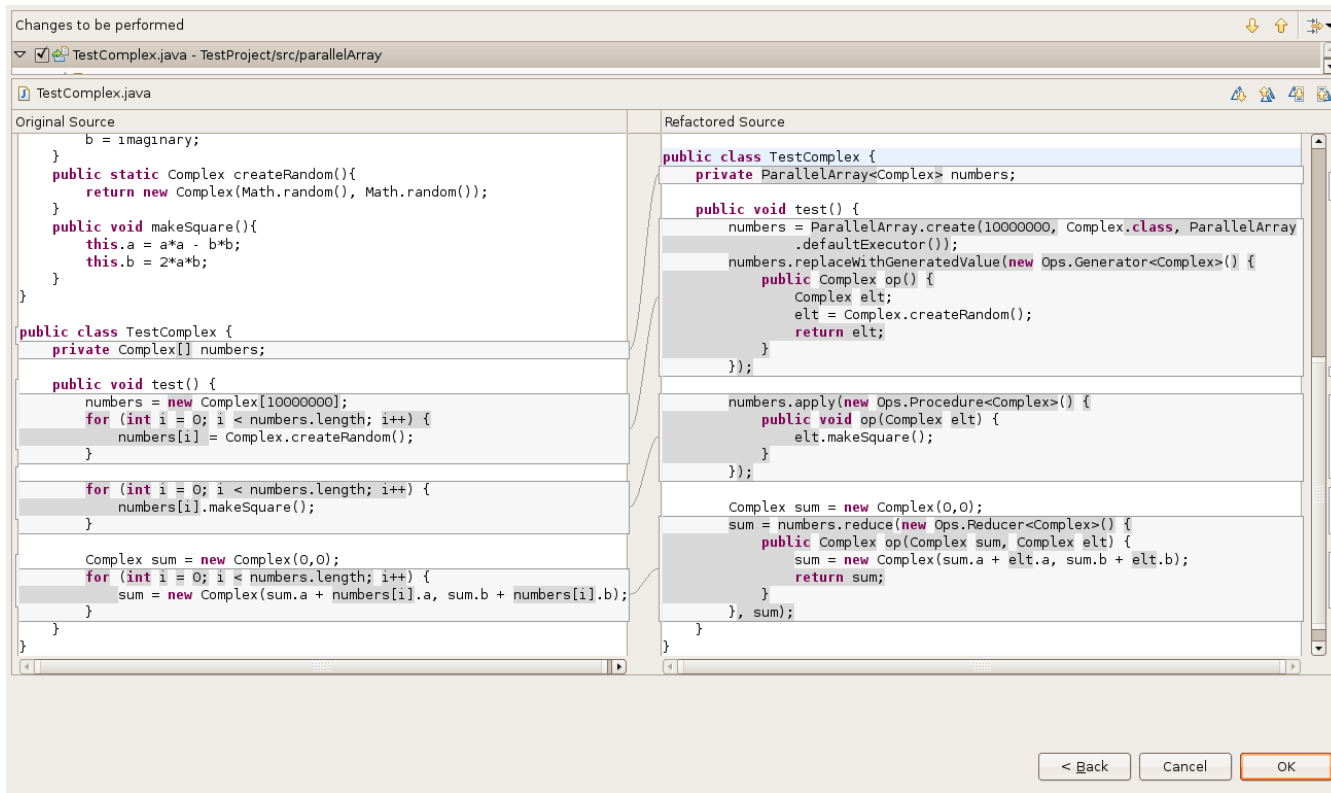 Changes to be performed
TestComplex.java - TestProject/src/parallelArray
TestComplex.java
Original Source
b = imaginary;
}
public static Complex createRandom(){
return new Complex(Math.random(), Math.random());
}
public void makeSquare(){
this.a = a*a - b*b;
this.b = 2*a*b;
}
}
public class TestComplex {
private Complex[] numbers;
public void test() {
numbers = new Complex[10000000];
for (int i = 0; i < numbers.length; i++) {
numbers[i] = Complex.createRandom();
}
for (int i = 0; i < numbers.length; i++) {
numbers[i].makeSquare();
}
Complex sum = new Complex(0,0);
for (int i = 0; i < numbers.length; i++) {
sum = new Complex(sum.a + numbers[i].a, sum.b + numbers[i].b);
}
}
}
Refactored Source
public class TestComplex {
private ParallelArray<Complex> numbers;
public void test() {
numbers = ParallelArray.create(10000000, Complex.class, ParallelArray
.defaultExecutor());
numbers.replaceWithGeneratedValue(new Ops.Generator<Complex>() {
public Complex op() {
Complex elt;
elt = Complex.createRandom();
return elt;
}
});
numbers.apply(new Ops.Procedure<Complex>() {
public void op(Complex elt) {
elt.makeSquare();
}
});
Complex sum = new Complex(0,0);
sum = numbers.reduce(new Ops.Reducer<Complex>() {
public Complex op(Complex sum, Complex elt) {
sum = new Complex(sum.a + elt.a, sum.b + elt.b);
return sum;
}
}, sum);
}
}
< Back
Cancel
OK